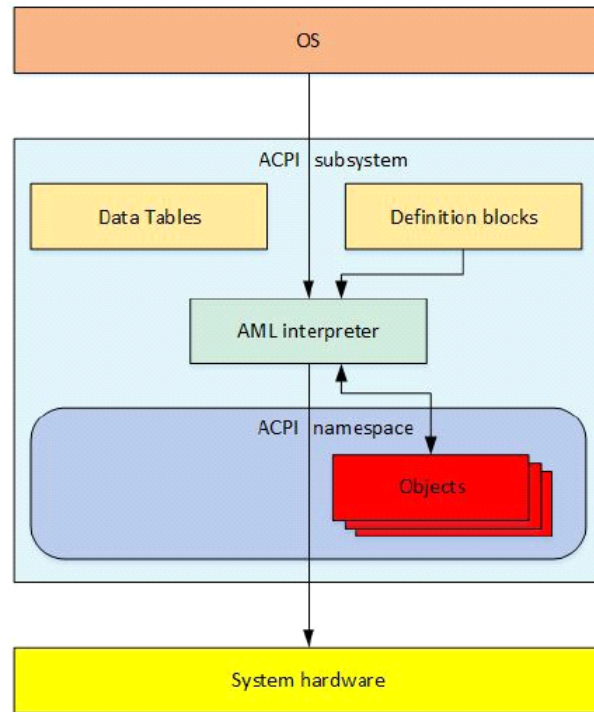 OS
ACPI subsystem
Data Tables
Definition blocks
AML interpreter
ACPI namespace
Objects
System hardware